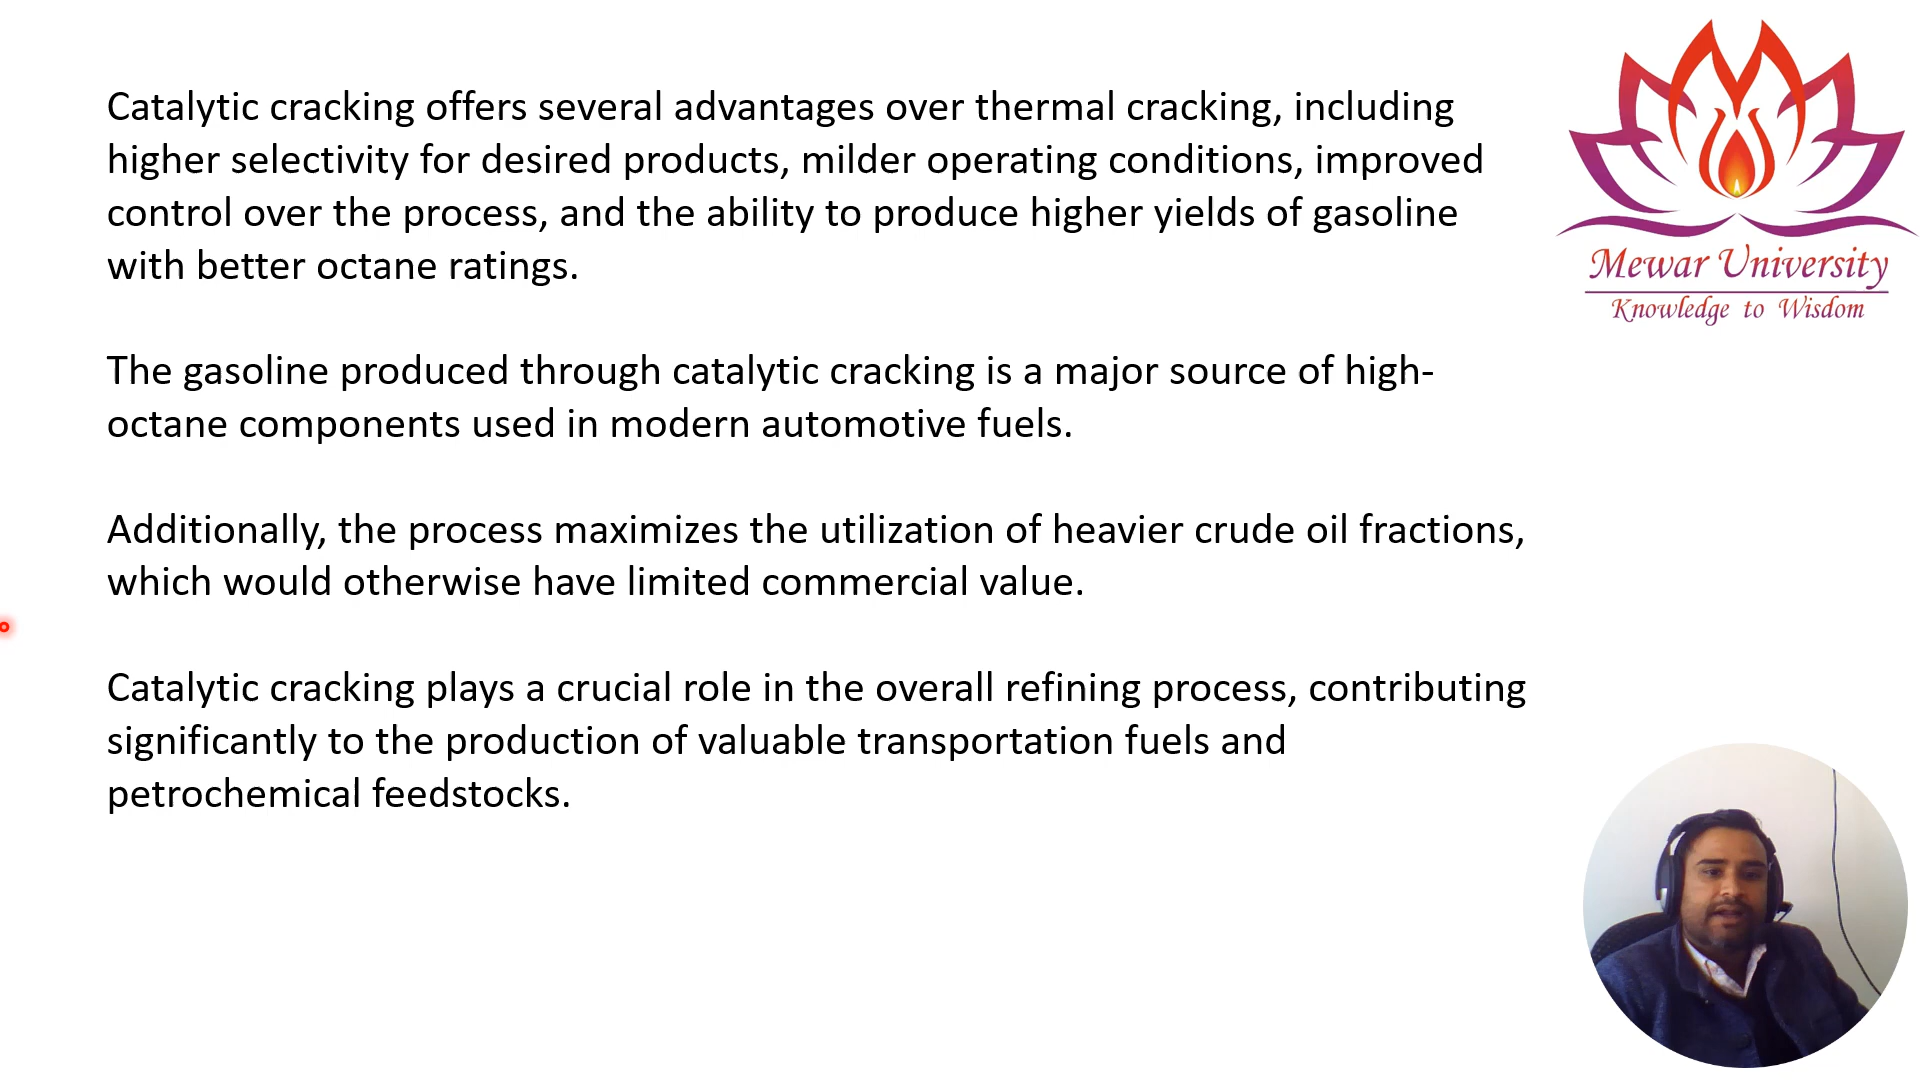 Catalytic cracking offers several advantages over thermal cracking, including
higher selectivity for desired products, milder operating conditions, improved
control over the process, and the ability to produce higher yields of gasoline
with better octane ratings.
The gasoline produced through catalytic cracking is a major source of high-
octane components used in modern automotive fuels.
Additionally, the process maximizes the utilization of heavier crude oil fractions,
which would otherwise have limited commercial value.
Catalytic cracking plays a crucial role in the overall refining process, contributing
significantly to the production of valuable transportation fuels and
petrochemical feedstocks.
Mewar University
Knowledge to Wisdom